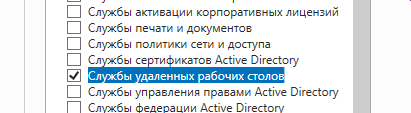 Службы активации корпоративных лицензий
Службы печати и документов
Службы политики сети и доступа
Службы сертификатов Active Directory
Службы удаленных рабочих столов
Службы управления правами Active Directory
Службы федерации Active Directory